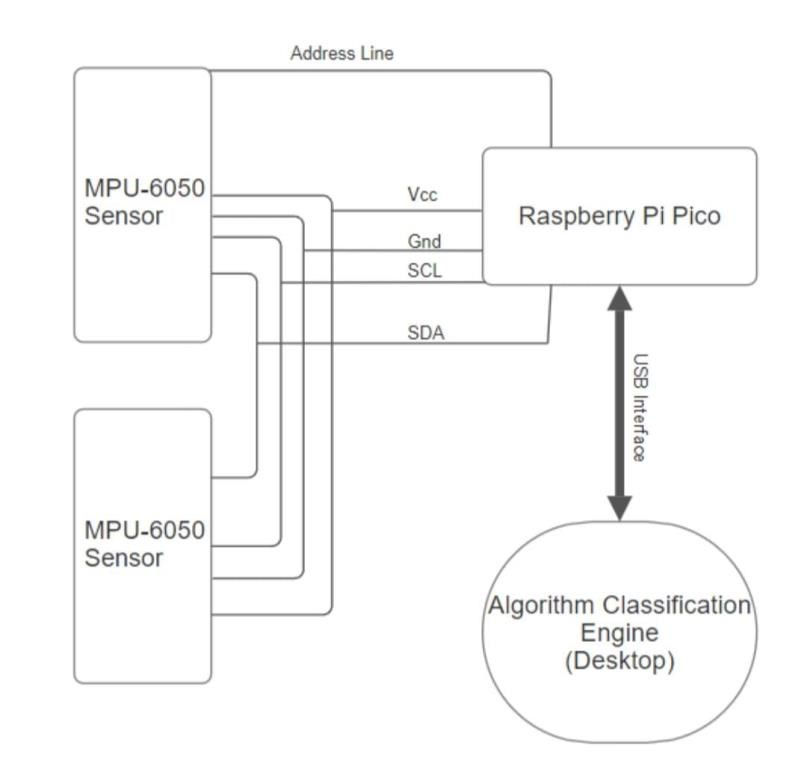 Address Line
MPU-6050
Sensor
Vcc
Gnd
SCL
SDA
Raspberry Pi Pico
USB Interface
MPU-6050
Sensor
Algorithm Classification
Engine
(Desktop)